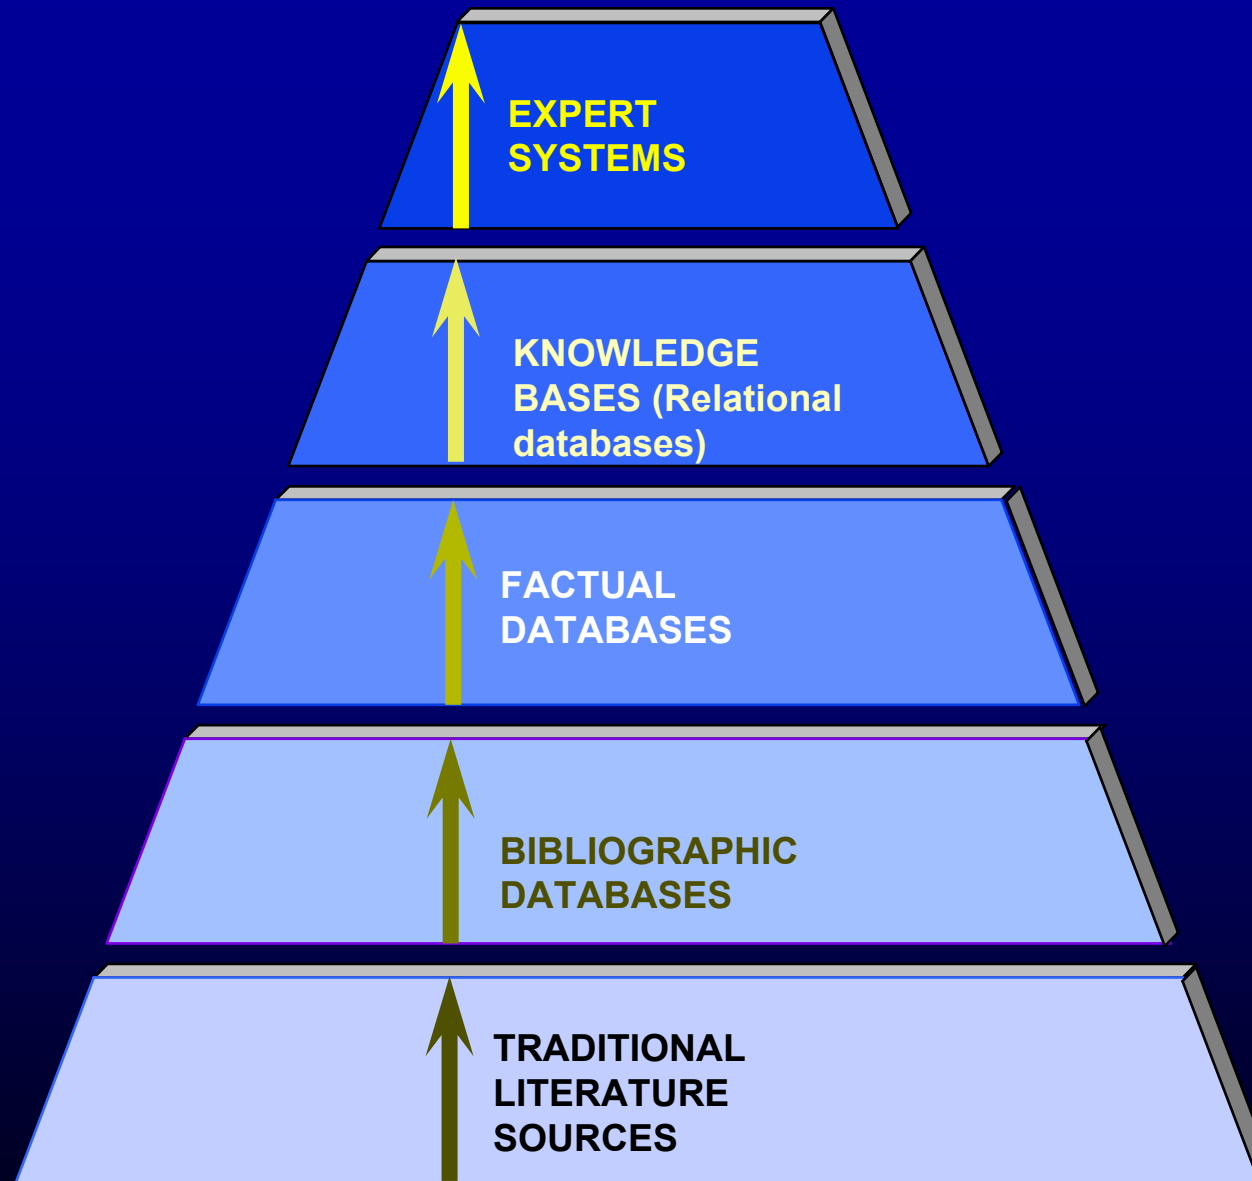 EXPERT
SYSTEMS
KNOWLEDGE
BASES (Relational
databases)
FACTUAL
DATABASES
BIBLIOGRAPHIC
DATABASES
TRADITIONAL
LITERATURE
SOURCES